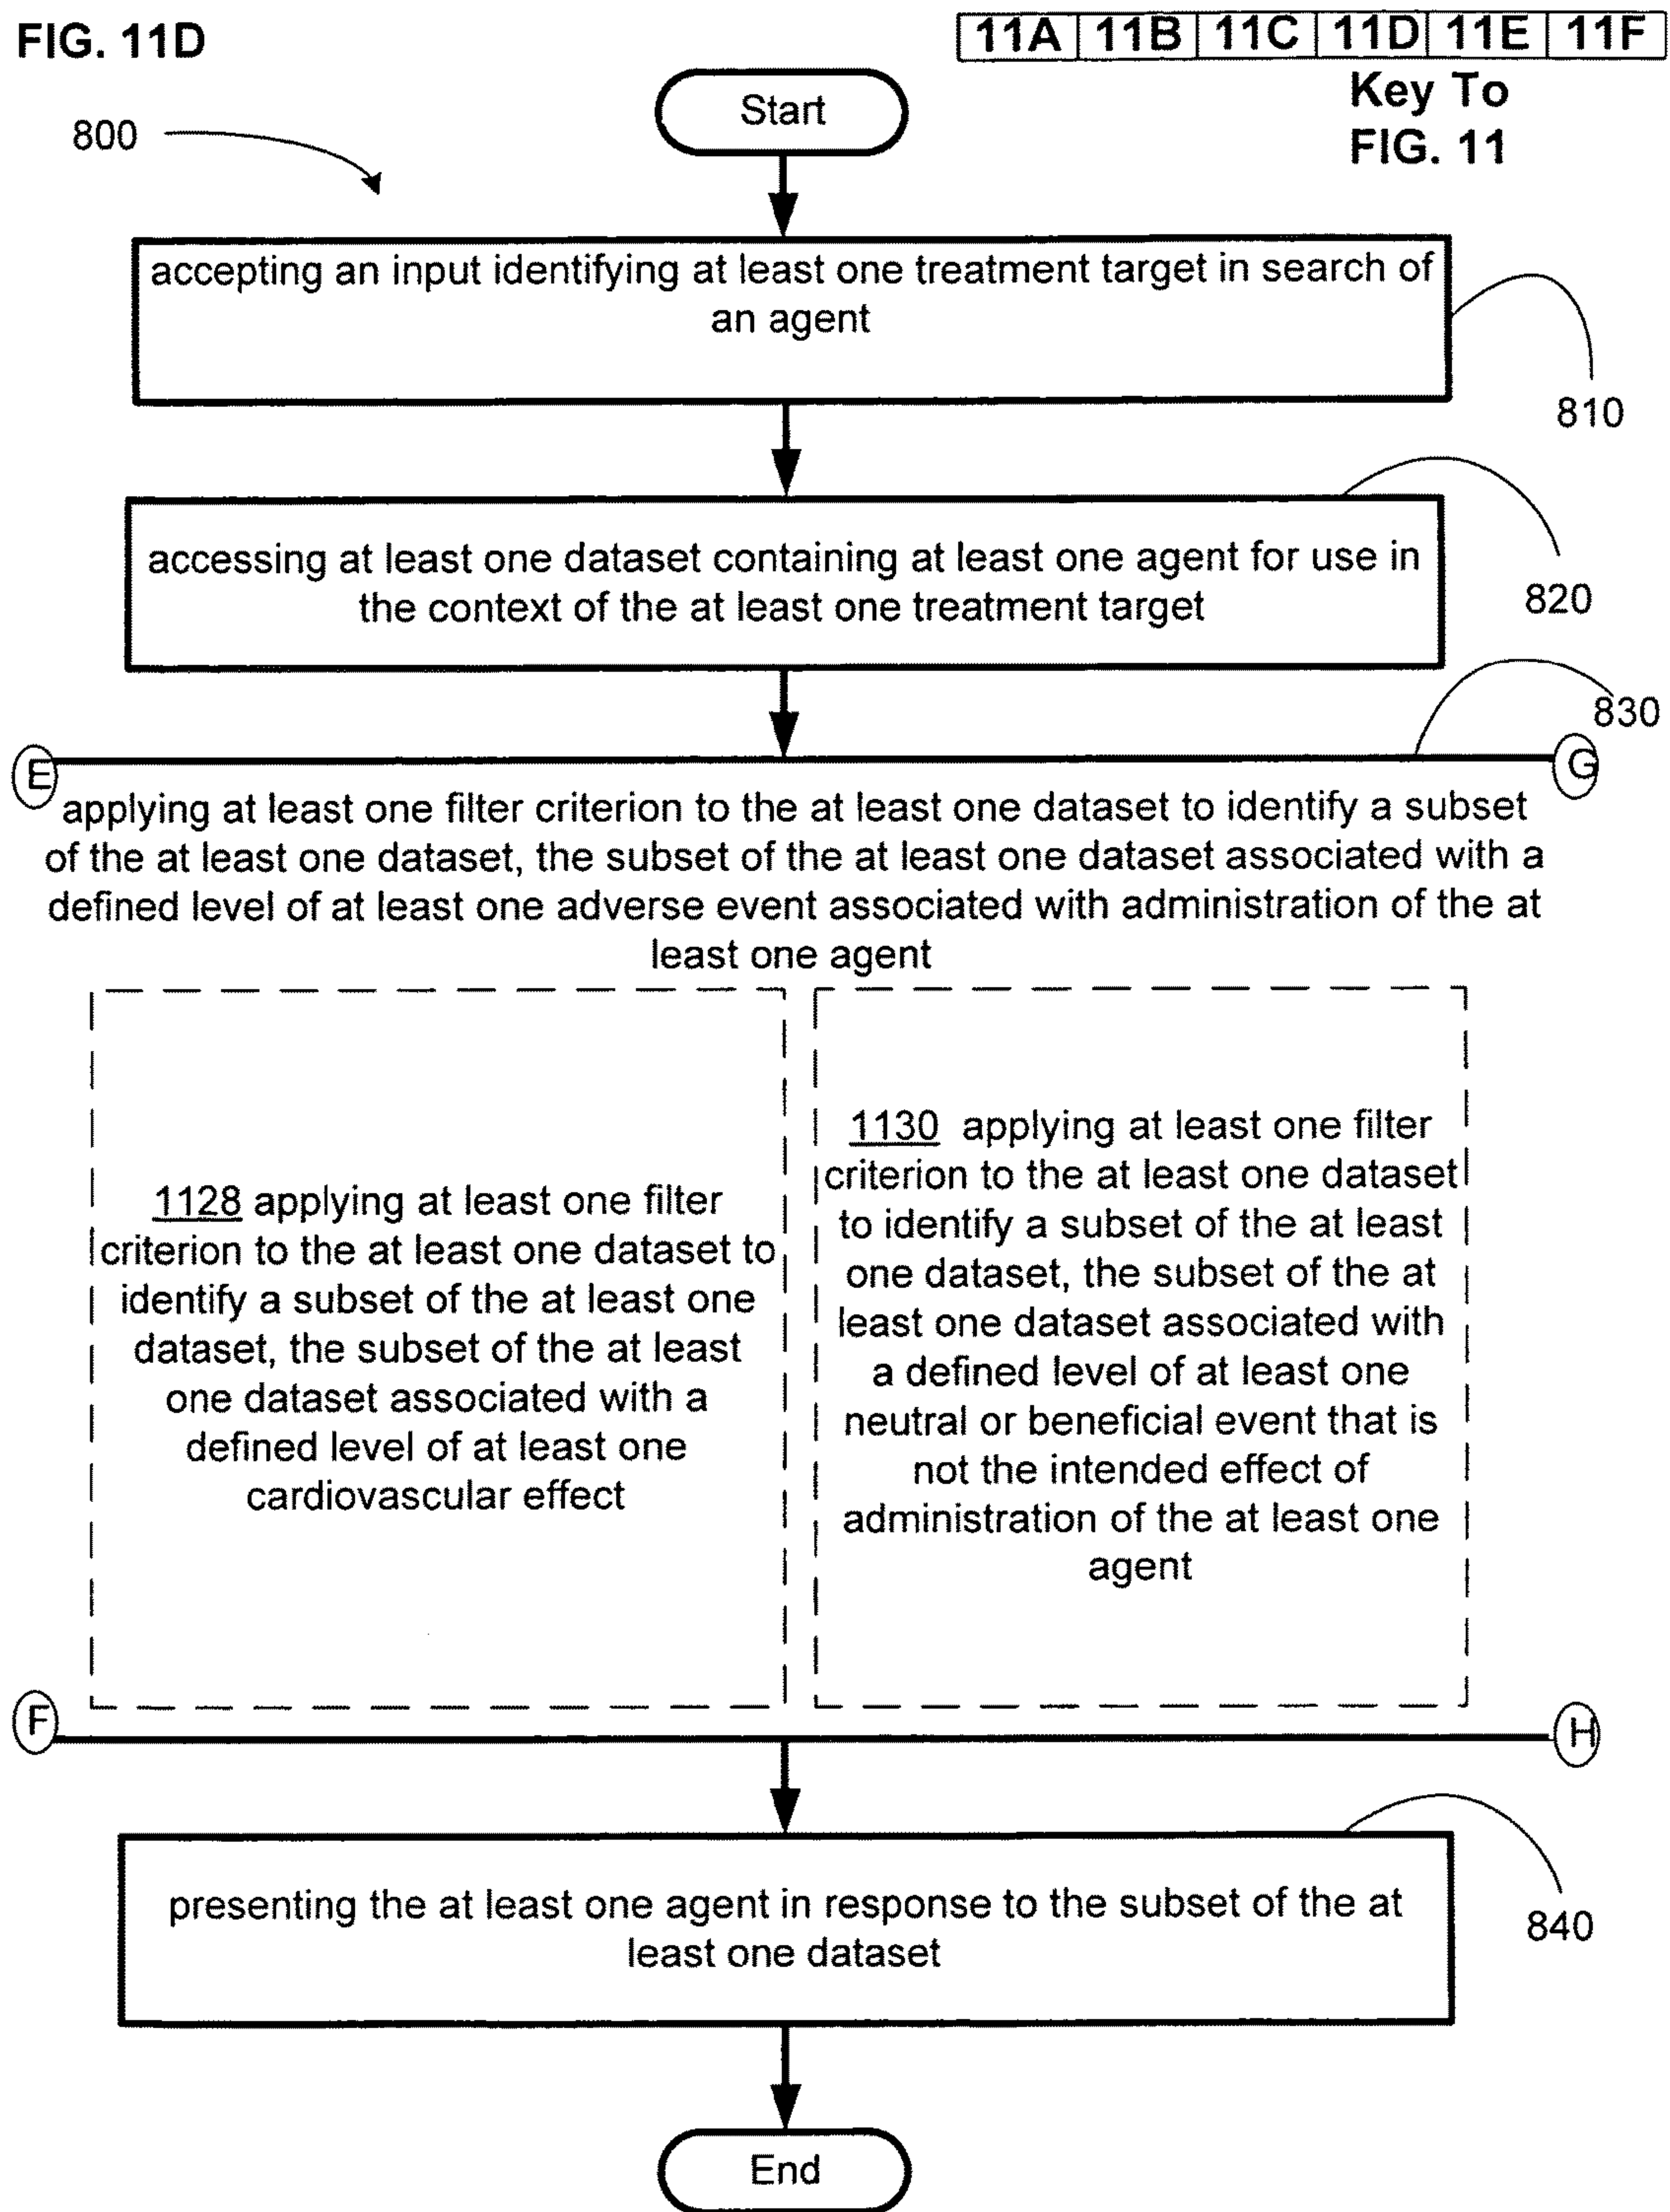 FIG. 11D
11A 11B 11C 11D 11E 11F
Key To
FIG. 11
800
Start
accepting an input identifying at least one treatment target in search of
an agent
810
accessing at least one dataset containing at least one agent for use in
the context of the at least one treatment target
820
830
E
G
applying at least one filter criterion to the at least one dataset to identify a subset
of the at least one dataset, the subset of the at least one dataset associated with a
defined level of at least one adverse event associated with administration of the at
least one agent
1128 applying at least one filter
criterion to the at least one dataset to
identify a subset of the at least one
dataset, the subset of the at least
one dataset associated with a
defined level of at least one
cardiovascular effect
1130 applying at least one filter
criterion to the at least one dataset
to identify a subset of the at least
one dataset, the subset of the at
least one dataset associated with
a defined level of at least one
neutral or beneficial event that is
not the intended effect of
administration of the at least one
agent
F
H
presenting the at least one agent in response to the subset of the at
least one dataset
840
End